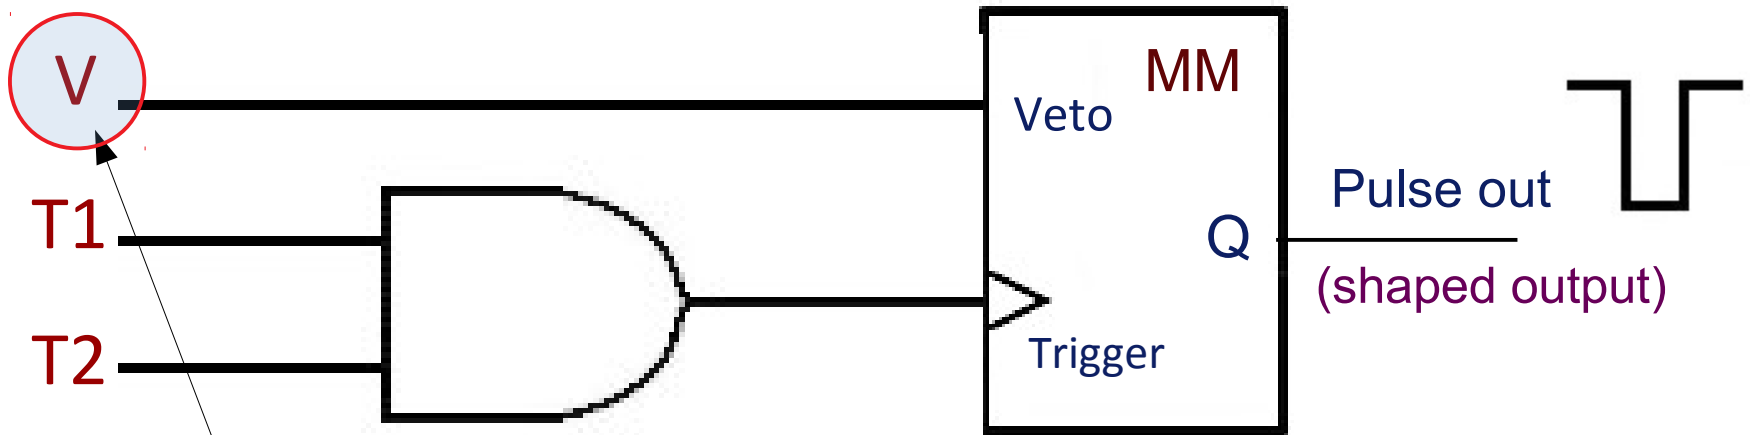 V
T1
T2
MM
Veto
Q
Trigger
Pulse out
(shaped output)